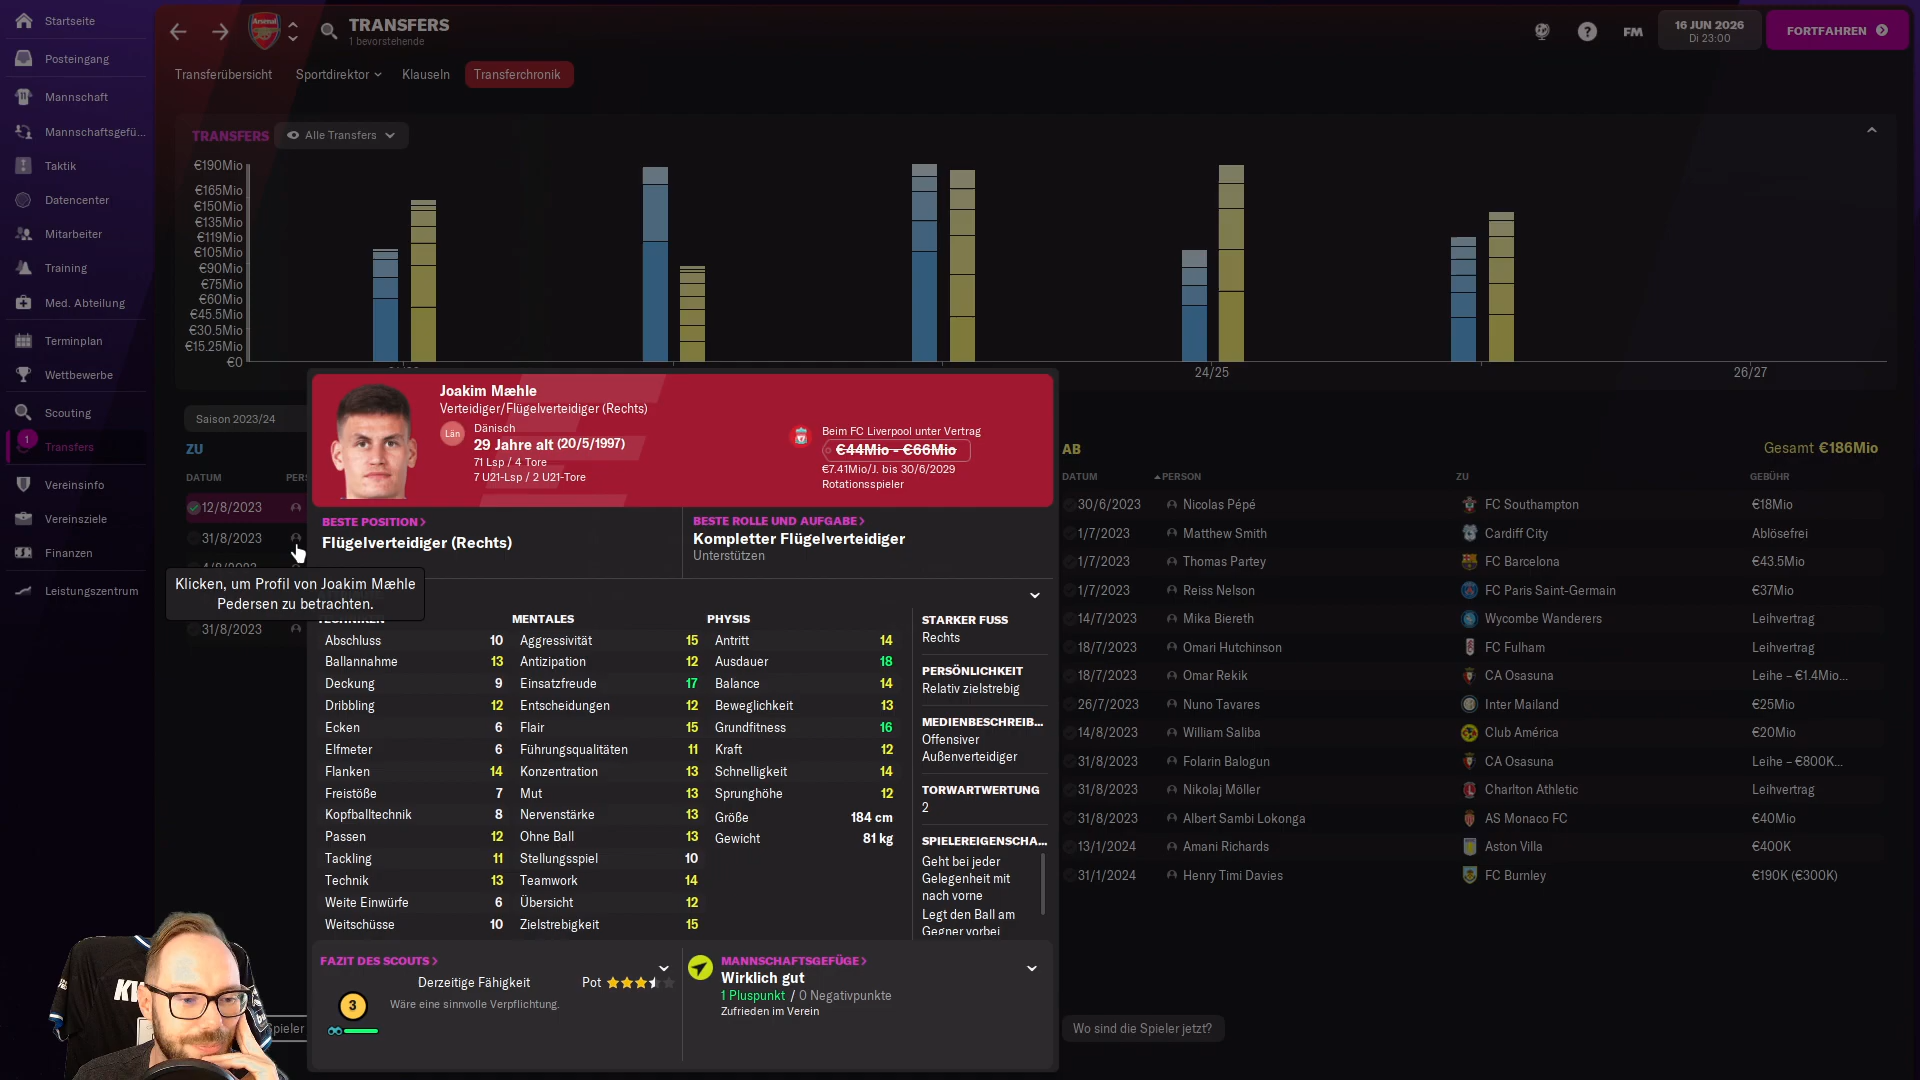 Startseite
Posteingang
Mannschaft
Mannschaftsgefü...
Taktik
Datencenter
Mitarbeiter
Training
Med. Abteilung
Terminplan
Wettbewerbe
Scouting
1
Transfers
Vereinsinfo
Vereinsziele
Finanzen
Leistungszentrum
Arsenal
TRANSFERS
1 bevorstehende
?
FM
16 JUN 2026
Di 23:00
FORTFAHREN
Transferübersicht
Sportdirektor
Klauseln
Transferchronik
TRANSFERS
Alle Transfers
€190Mio
€165Mio
€150Mio
€135Mio
€119Mio
€105Mio
€90Mio
€75Mio
€60Mio
€45.5Mio
€30.5Mio
€15.25Mio
€0
24/25
26/27
Saison 2023/24
ZU
DATUM
PERS
12/8/2023
31/8/2023
4/8/2023
31/8/2023
Klicken, um Profil von Joakim Mæhle
Pedersen zu betrachten.
Joakim Mæhle
Verteidiger/Flügelverteidiger (Rechts)
Län
Dänisch
29 Jahre alt (20/5/1997)
71 Lsp / 4 Tore
7 U21-Lsp / 2 U21-Tore
Beim FC Liverpool unter Vertrag
€44Mio - €66Mio
€7.41Mio/J. bis 30/6/2029
Rotationsspieler
BESTE POSITION
Flügelverteidiger (Rechts)
BESTE ROLLE UND AUFGABE
Kompletter Flügelverteidiger
Unterstützen
TECHNIKEN
Abschluss 10
Ballannahme 13
Deckung 9
Dribbling 12
Ecken 6
Elfmeter 6
Flanken 14
Freistöße 7
Kopfballtechnik 8
Passen 12
Tackling 11
Technik 13
Weite Einwürfe 6
Weitschüsse 10
MENTALES
Aggressivität 15
Antizipation 12
Einsatzfreude 17
Entscheidungen 12
Flair 15
Führungsqualitäten 11
Konzentration 13
Mut 13
Nervenstärke 13
Ohne Ball 13
Stellungsspiel 10
Teamwork 14
Übersicht 12
Zielstrebigkeit 15
PHYSIS
Antritt 14
Ausdauer 18
Balance 14
Beweglichkeit 13
Grundfitness 16
Kraft 12
Schnelligkeit 14
Sprunghöhe 12
Größe 184 cm
Gewicht 81 kg
STARKER FUSS
Rechts
PERSÖNLICHKEIT
Relativ zielstrebig
MEDIENBESCHREIB...
Offensiver
Außenverteidiger
TORWARTWERTUNG
2
SPIELEREIGENSCHA...
Geht bei jeder
Gelegenheit mit
nach vorne
Legt den Ball am
Gegner vorbei
FAZIT DES SCOUTS
3
Derzeitige Fähigkeit
Pot
Wäre eine sinnvolle Verpflichtung.
MANNSCHAFTSGEFÜGE
Wirklich gut
1 Pluspunkt / 0 Negativpunkte
Zufrieden im Verein
AB
Gesamt €186Mio
DATUM PERSON ZU GEBÜHR
30/6/2023 Nicolas Pépé FC Southampton €18Mio
1/7/2023 Matthew Smith Cardiff City Ablösefrei
1/7/2023 Thomas Partey FC Barcelona €43.5Mio
1/7/2023 Reiss Nelson FC Paris Saint-Germain €37Mio
14/7/2023 Mika Biereth Wycombe Wanderers Leihvertrag
18/7/2023 Omari Hutchinson FC Fulham Leihvertrag
18/7/2023 Omar Rekik CA Osasuna Leihe - €1.4Mio...
26/7/2023 Nuno Tavares Inter Mailand €25Mio
14/8/2023 William Saliba Club América €20Mio
31/8/2023 Folarin Balogun CA Osasuna Leihe - €800K...
31/8/2023 Nikolaj Möller Charlton Athletic Leihvertrag
31/8/2023 Albert Sambi Lokonga AS Monaco FC €40Mio
13/1/2024 Amani Richards Aston Villa €400K
31/1/2024 Henry Timi Davies FC Burnley €190K (€300K)
Spieler
Wo sind die Spieler jetzt?